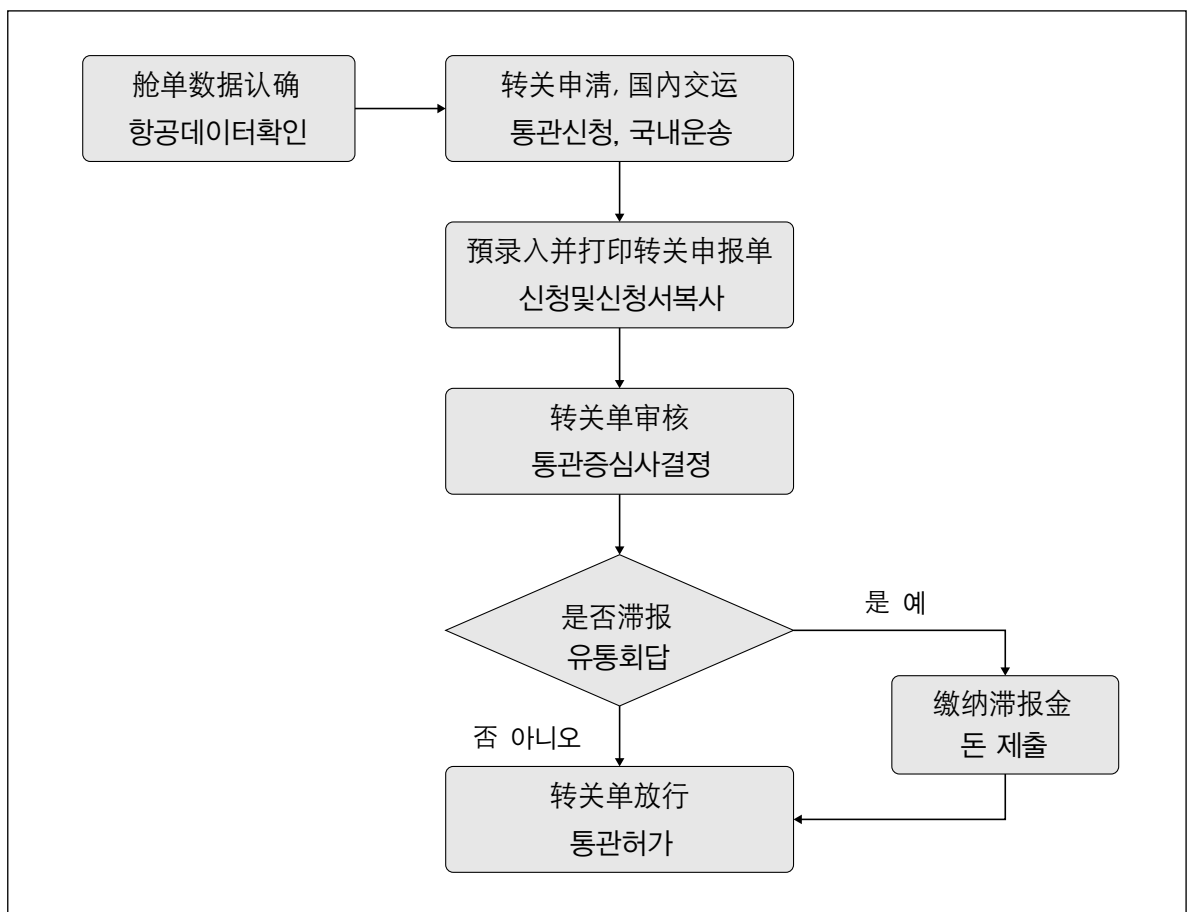 舱单数据认确
항공데이터확인
转关申淸, 国內交运
통관신청, 국내운송
預录入并打印转关申报单
신청및신청서복사
转关单审核
통관증심사결졍
是否滞报
유통회답
是 예
缴纳滞报金
돈 제출
否 아니오
转关单放行
통관허가